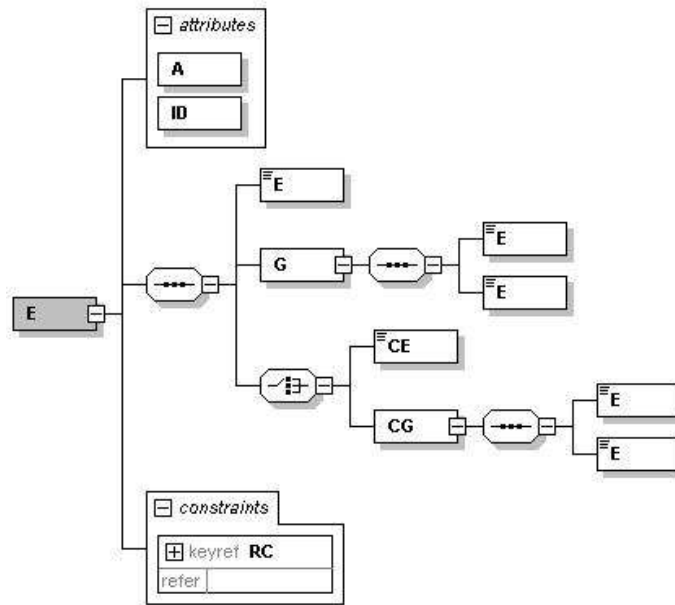 attributes
A
ID
E
G
E
E
E
CE
CG
E
E
constraints
keyref RC
refer